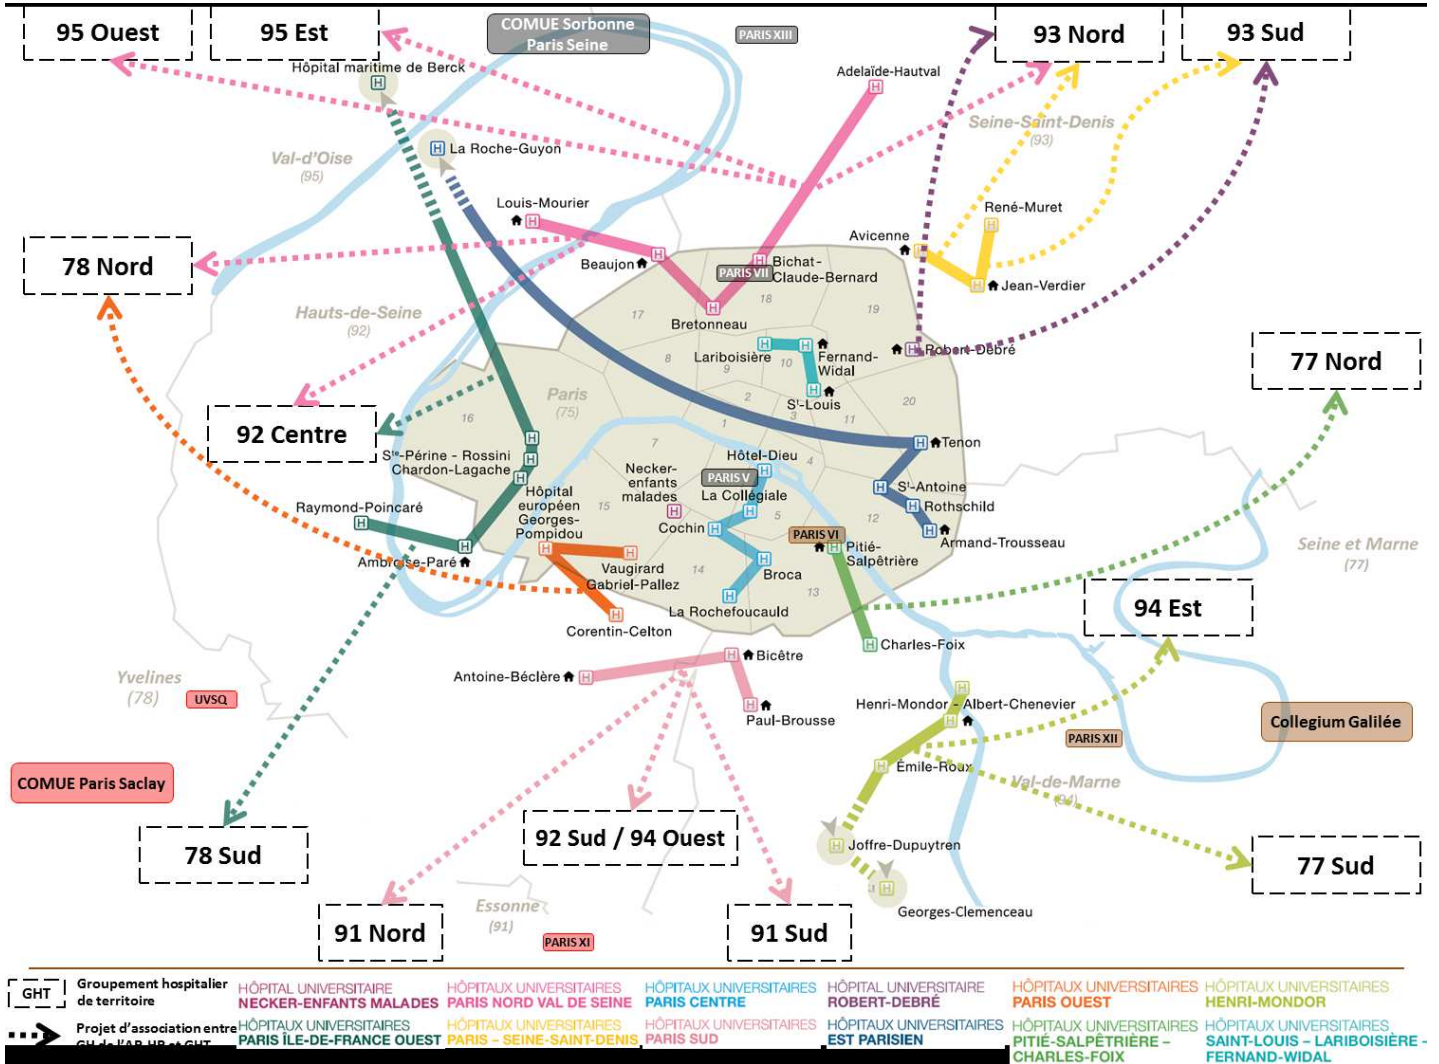 95 Ouest
95 Est
COMUE Sorbonne
Paris Seine
PARIS XIII
93 Nord
93 Sud
Hôpital maritime de Berck
Adelaïde-Hautval
Seine-Saint-Denis
(93)
Val-d'Oise
(95)
La Roche-Guyon
Louis-Mourier
René-Muret
Avicenne
78 Nord
Beaujon
PARIS VII
Bichat-
Claude-Bernard
Jean-Verdier
Hauts-de-Seine
(92)
17
18
19
Bretonneau
Lariboisière
Fernand-
Widal
Robert-Debré
77 Nord
8
9
10
Paris
(75)
2
3
Sᵗ-Louis
20
92 Centre
16
1
11
7
Tenon
Sᵗᵉ-Périne - Rossini
Chardon-Lagache
Hôtel-Dieu
4
Necker-
enfants
malades
PARIS V
La Collégiale
Sᵗ-Antoine
Hôpital
européen
Georges-
Pompidou
Raymond-Poincaré
15
Rothschild
5
12
Cochin
PARIS VI
Armand-Trousseau
Seine et Marne
(77)
Ambroise-Paré
Pitié-
Salpêtrière
Vaugirard
Gabriel-Pallez
14
Broca
13
La Rochefoucauld
94 Est
Corentin-Celton
Charles-Foix
Bicêtre
Antoine-Béclère
Yvelines
(78)
UVSQ
Henri-Mondor - Albert-Chenevier
Paul-Brousse
Collegium Galilée
PARIS XII
Émile-Roux
COMUE Paris Saclay
Val-de-Marne
(94)
92 Sud / 94 Ouest
78 Sud
Joffre-Dupuytren
77 Sud
Essonne
(91)
Georges-Clemenceau
91 Nord
PARIS XI
91 Sud
GHT
Groupement hospitalier
de territoire
HÔPITAL UNIVERSITAIRE
NECKER-ENFANTS MALADES
HÔPITAUX UNIVERSITAIRES
PARIS NORD VAL DE SEINE
HÔPITAUX UNIVERSITAIRES
PARIS CENTRE
HÔPITAL UNIVERSITAIRE
ROBERT-DEBRÉ
HÔPITAUX UNIVERSITAIRES
PARIS OUEST
HÔPITAUX UNIVERSITAIRES
HENRI-MONDOR
Projet d'association entre
GH de l'AP-HP et GHT
HÔPITAUX UNIVERSITAIRES
PARIS ÎLE-DE-FRANCE OUEST
HÔPITAUX UNIVERSITAIRES
PARIS – SEINE-SAINT-DENIS
HÔPITAUX UNIVERSITAIRES
PARIS SUD
HÔPITAUX UNIVERSITAIRES
EST PARISIEN
HÔPITAUX UNIVERSITAIRES
PITIÉ-SALPÊTRIÈRE –
CHARLES-FOIX
HÔPITAUX UNIVERSITAIRES
SAINT-LOUIS – LARIBOISIÈRE –
FERNAND-WIDAL